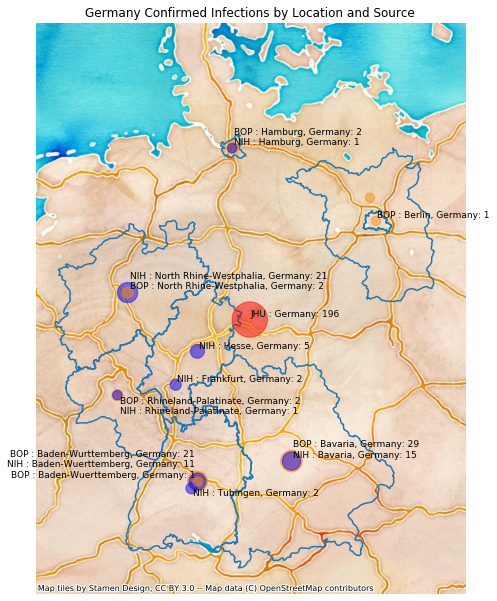 Germany Confirmed Infections by Location and Source
BOP : Hamburg, Germany: 2
NIH : Hamburg, Germany: 1
BOP : Berlin, Germany: 1
NIH : North Rhine-Westphalia, Germany: 21
BOP : North Rhine-Westphalia, Germany: 2
JHU : Germany: 196
NIH : Hesse, Germany: 5
NIH : Frankfurt, Germany: 2
BOP : Rhineland-Palatinate, Germany: 2
NIH : Rhineland-Palatinate, Germany: 1
BOP : Bavaria, Germany: 29
NIH : Bavaria, Germany: 15
BOP : Baden-Wurttemberg, Germany: 21
NIH : Baden-Wuerttemberg, Germany: 11
BOP : Baden-Wuerttemberg, Germany: 1
NIH : Tubingen, Germany: 2
Map tiles by Stamen Design, CC BY 3.0 -- Map data (C) OpenStreetMap contributors